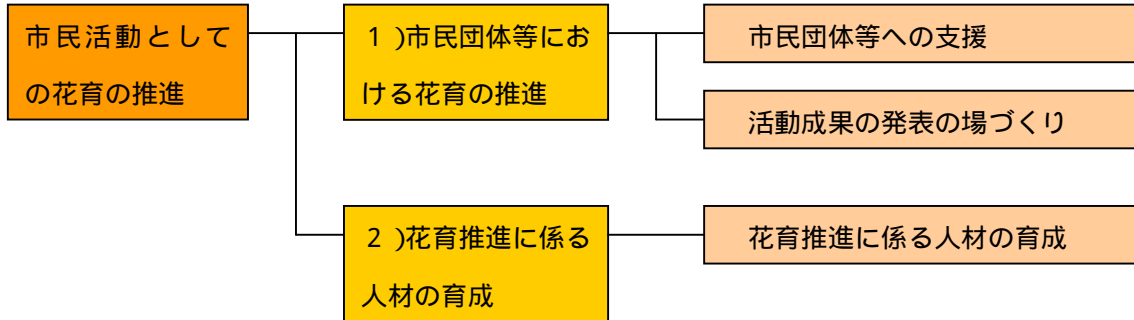 市民活動として
の花育の推進
1)市民団体等にお
ける花育の推進
市民団体等への支援
活動成果の発表の場づくり
2)花育推進に係る
人材の育成
花育推進に係る人材の育成